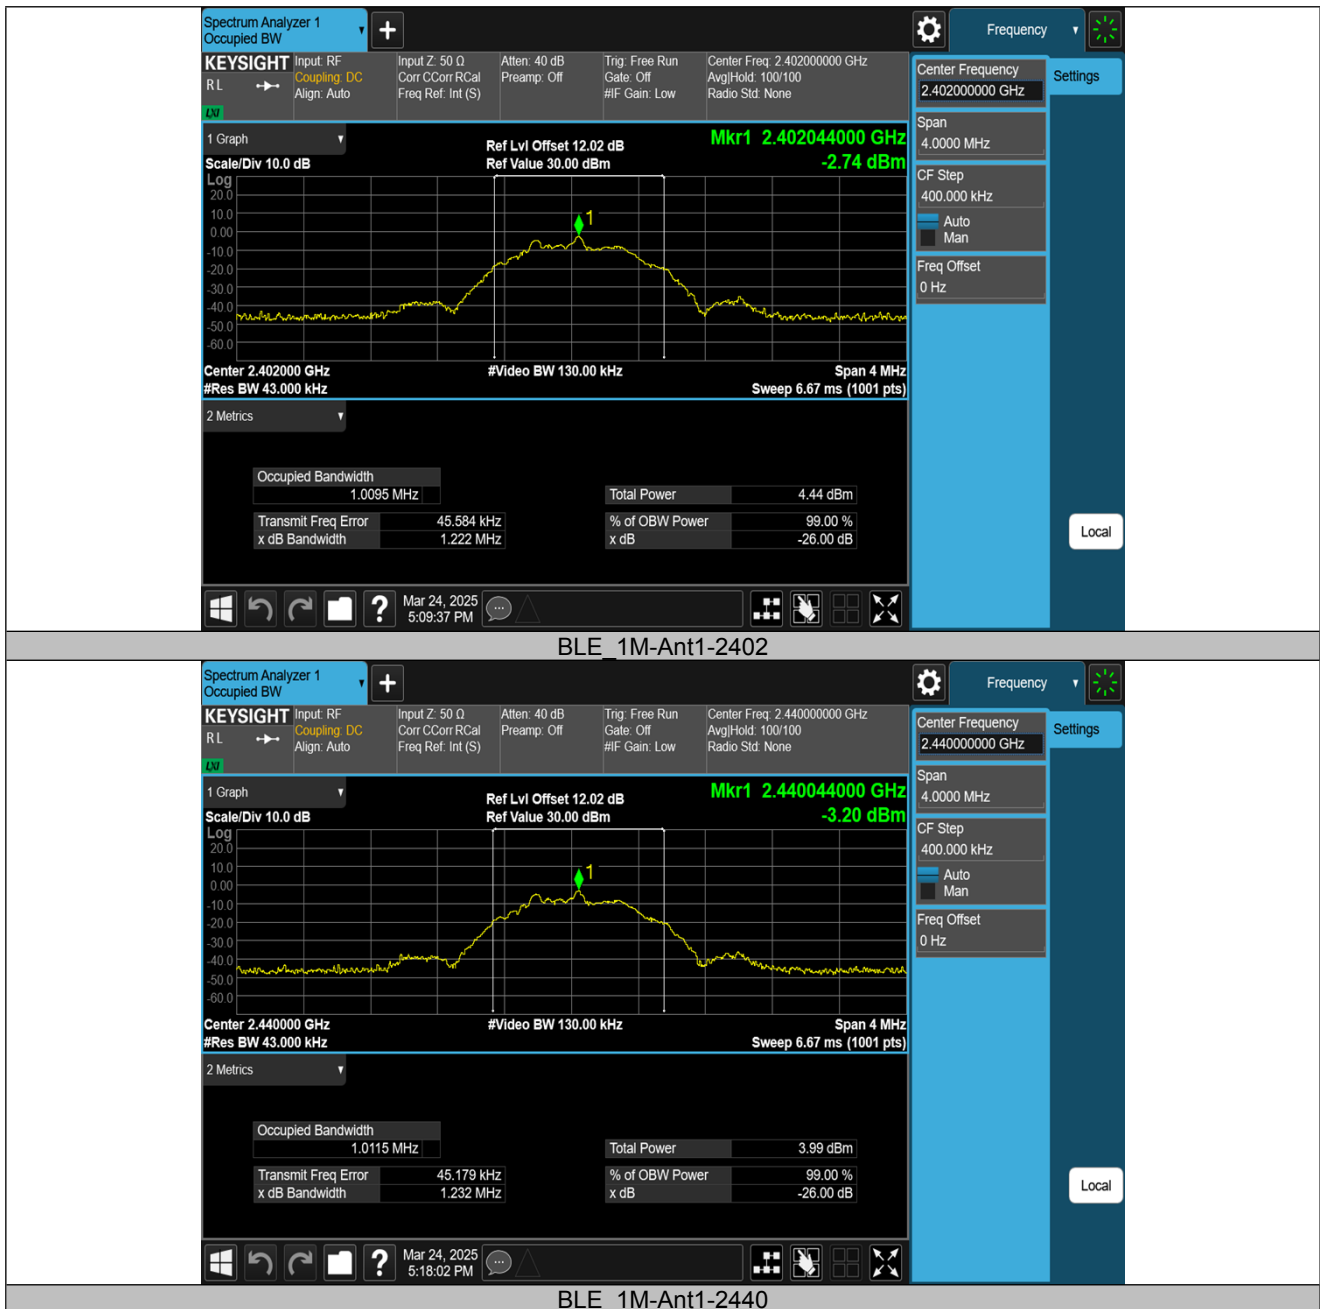 Spectrum Analyzer 1
Occupied BW
+
Frequency
KEYSIGHT
RL
LXI
Input: RF
Coupling: DC
Align: Auto
Input Z: 50 Ω
Corr CCorr RCal
Freq Ref: Int (S)
Atten: 40 dB
Preamp: Off
Trig: Free Run
Gate: Off
#IF Gain: Low
Center Freq: 2.402000000 GHz
Avg|Hold: 100/100
Radio Std: None
Center Frequency
2.402000000 GHz
Settings
Span
4.0000 MHz
CF Step
400.000 kHz
Auto
Man
Freq Offset
0 Hz
Local
1 Graph
Scale/Div 10.0 dB
Ref Lvl Offset 12.02 dB
Ref Value 30.00 dBm
Mkr1 2.402044000 GHz
-2.74 dBm
Log
20.0
10.0
0.00
-10.0
-20.0
-30.0
-40.0
-50.0
-60.0
1
Center 2.402000 GHz
#Video BW 130.00 kHz
Span 4 MHz
#Res BW 43.000 kHz
Sweep 6.67 ms (1001 pts)
2 Metrics
Occupied Bandwidth
1.0095 MHz
Total Power 4.44 dBm
Transmit Freq Error 45.584 kHz
% of OBW Power 99.00 %
x dB Bandwidth 1.222 MHz
x dB -26.00 dB
?
Mar 24, 2025
5:09:37 PM
BLE_1M-Ant1-2402
Spectrum Analyzer 1
Occupied BW
+
Frequency
KEYSIGHT
RL
LXI
Input: RF
Coupling: DC
Align: Auto
Input Z: 50 Ω
Corr CCorr RCal
Freq Ref: Int (S)
Atten: 40 dB
Preamp: Off
Trig: Free Run
Gate: Off
#IF Gain: Low
Center Freq: 2.440000000 GHz
Avg|Hold: 100/100
Radio Std: None
Center Frequency
2.440000000 GHz
Settings
Span
4.0000 MHz
CF Step
400.000 kHz
Auto
Man
Freq Offset
0 Hz
Local
1 Graph
Scale/Div 10.0 dB
Ref Lvl Offset 12.02 dB
Ref Value 30.00 dBm
Mkr1 2.440044000 GHz
-3.20 dBm
Log
20.0
10.0
0.00
-10.0
-20.0
-30.0
-40.0
-50.0
-60.0
1
Center 2.440000 GHz
#Video BW 130.00 kHz
Span 4 MHz
#Res BW 43.000 kHz
Sweep 6.67 ms (1001 pts)
2 Metrics
Occupied Bandwidth
1.0115 MHz
Total Power 3.99 dBm
Transmit Freq Error 45.179 kHz
% of OBW Power 99.00 %
x dB Bandwidth 1.232 MHz
x dB -26.00 dB
?
Mar 24, 2025
5:18:02 PM
BLE_1M-Ant1-2440